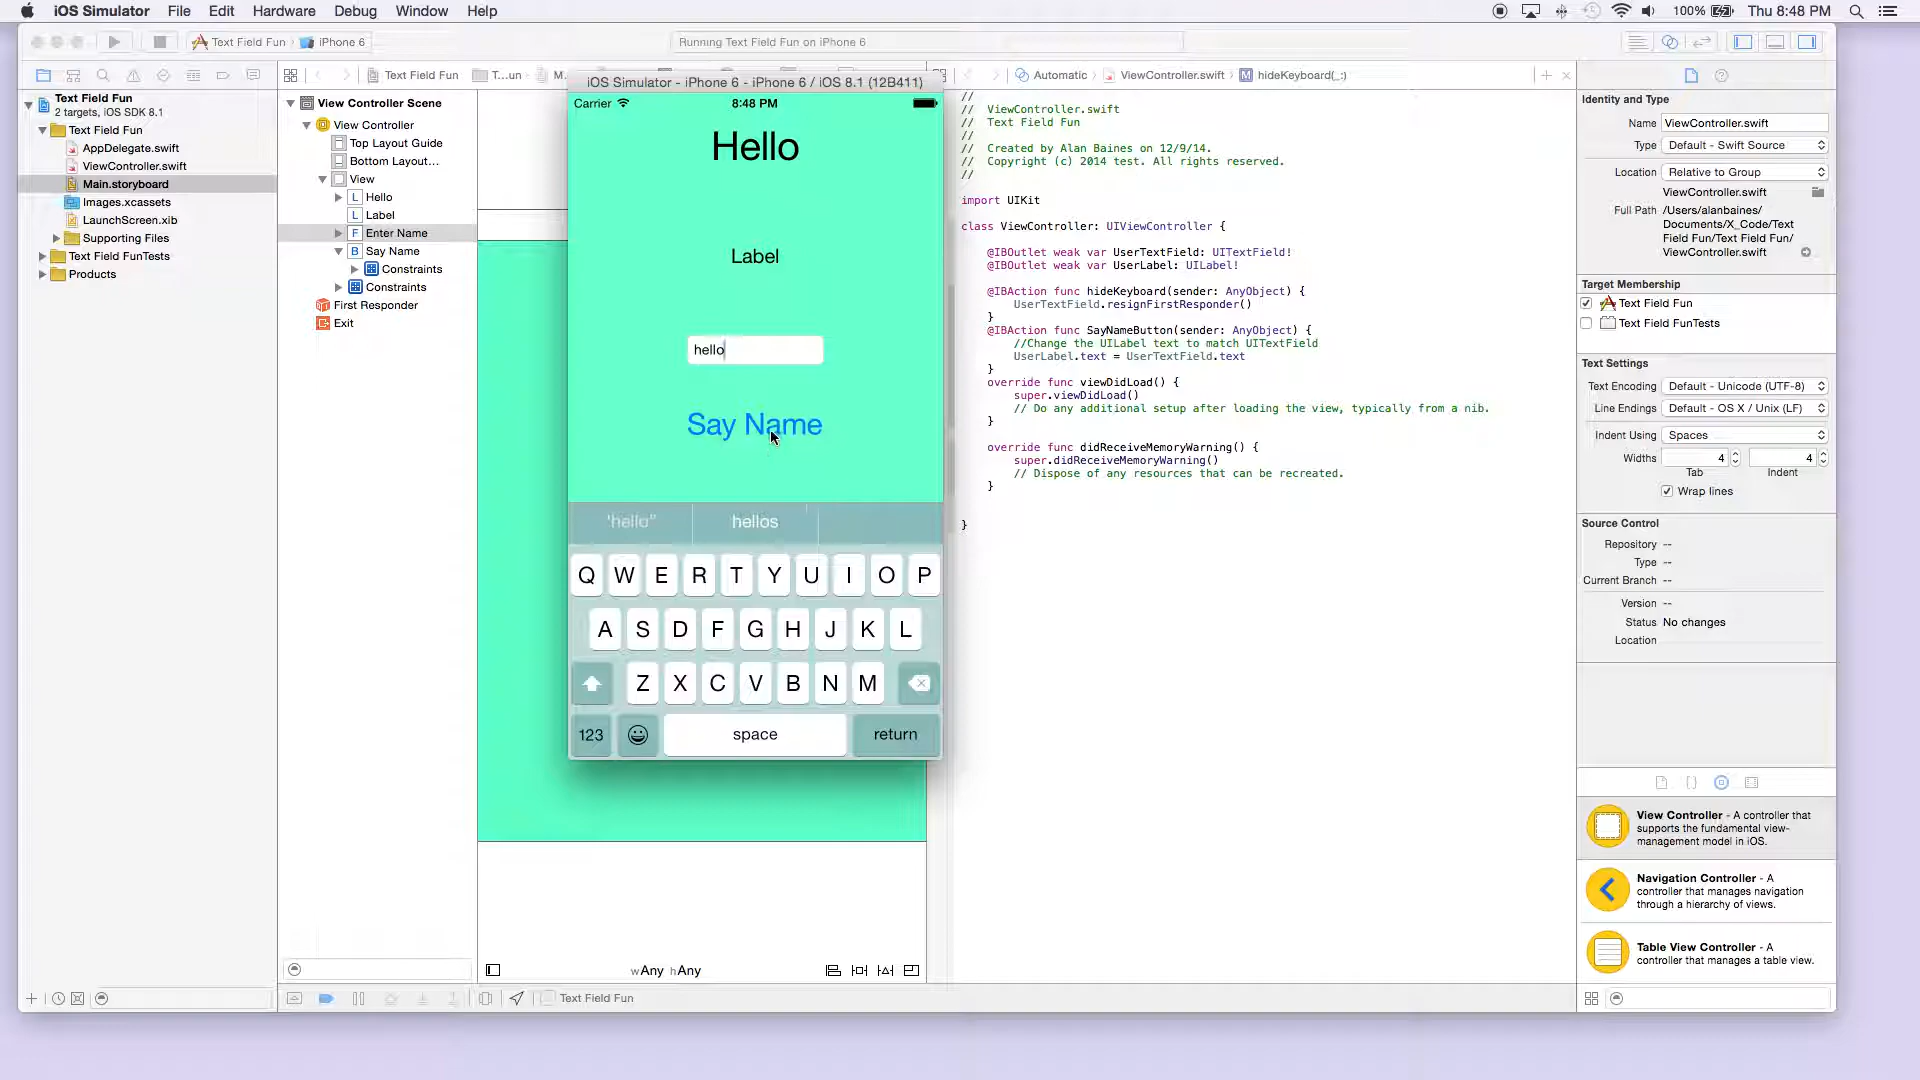 iOS Simulator File Edit Hardware Debug Window Help 100% Thu 8:48 PM
Text Field Fun iPhone 6 Running Text Field Fun on iPhone 6
Text Field Fun T...un M. Automatic ViewController.swift hideKeyboard(_:)
Text Field Fun
2 targets, iOS SDK 8.1
Text Field Fun
AppDelegate.swift
ViewController.swift
Main.storyboard
Images.xcassets
LaunchScreen.xib
Supporting Files
Text Field FunTests
Products
View Controller Scene
View Controller
Top Layout Guide
Bottom Layout...
View
L Hello
L Label
F Enter Name
B Say Name
Constraints
Constraints
First Responder
Exit
iOS Simulator - iPhone 6 - iPhone 6 / iOS 8.1 (12B411)
Carrier 8:48 PM
Hello
Label
hello
Say Name
"hello" hellos
Q W E R T Y U I O P
A S D F G H J K L
Z X C V B N M
123 space return
wAny hAny
Text Field Fun
//
// ViewController.swift
// Text Field Fun
//
// Created by Alan Baines on 12/9/14.
// Copyright (c) 2014 test. All rights reserved.
//
import UIKit
class ViewController: UIViewController {
@IBOutlet weak var UserTextField: UITextField!
@IBOutlet weak var UserLabel: UILabel!
@IBAction func hideKeyboard(sender: AnyObject) {
UserTextField.resignFirstResponder()
}
@IBAction func SayNameButton(sender: AnyObject) {
//Change the UILabel text to match UITextField
UserLabel.text = UserTextField.text
}
override func viewDidLoad() {
super.viewDidLoad()
// Do any additional setup after loading the view, typically from a nib.
}
override func didReceiveMemoryWarning() {
super.didReceiveMemoryWarning()
// Dispose of any resources that can be recreated.
}
}
Identity and Type
Name ViewController.swift
Type Default - Swift Source
Location Relative to Group
ViewController.swift
Full Path /Users/alanbaines/
Documents/X_Code/Text
Field Fun/Text Field Fun/
ViewController.swift
Target Membership
Text Field Fun
Text Field FunTests
Text Settings
Text Encoding Default - Unicode (UTF-8)
Line Endings Default - OS X / Unix (LF)
Indent Using Spaces
Widths 4 4
Tab Indent
Wrap lines
Source Control
Repository --
Type --
Current Branch --
Version --
Status No changes
Location
View Controller - A controller that
supports the fundamental view-
management model in iOS.
Navigation Controller - A
controller that manages navigation
through a hierarchy of views.
Table View Controller - A
controller that manages a table view.